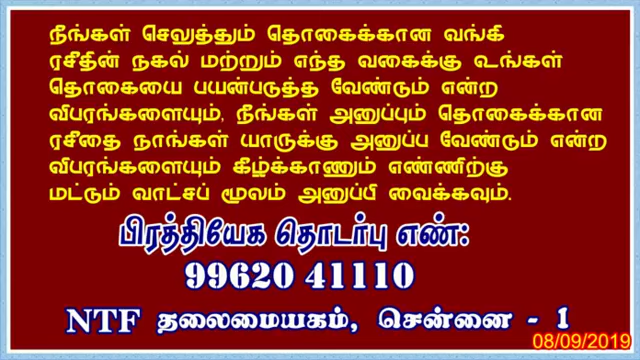 நீங்கள் செலுத்தும் தொகைக்கான வங்கி
ரசீதின் நகல் மற்றும் எந்த வகைக்கு உங்கள்
தொகையை பயன்படுத்த வேண்டும் என்ற
விபரங்களையும், நீங்கள் அனுப்பும் தொகைக்கான
ரசீதை நாங்கள் யாருக்கு அனுப்ப வேண்டும் என்ற
விபரங்களையும் கீழ்க்காணும் எண்ணிற்கு
மட்டும் வாட்சப் மூலம் அனுப்பி வைக்கவும்.
பிரத்தியேக தொடர்பு எண்:
99620 41110
NTF தலைமையகம், சென்னை - 1
08/09/2019